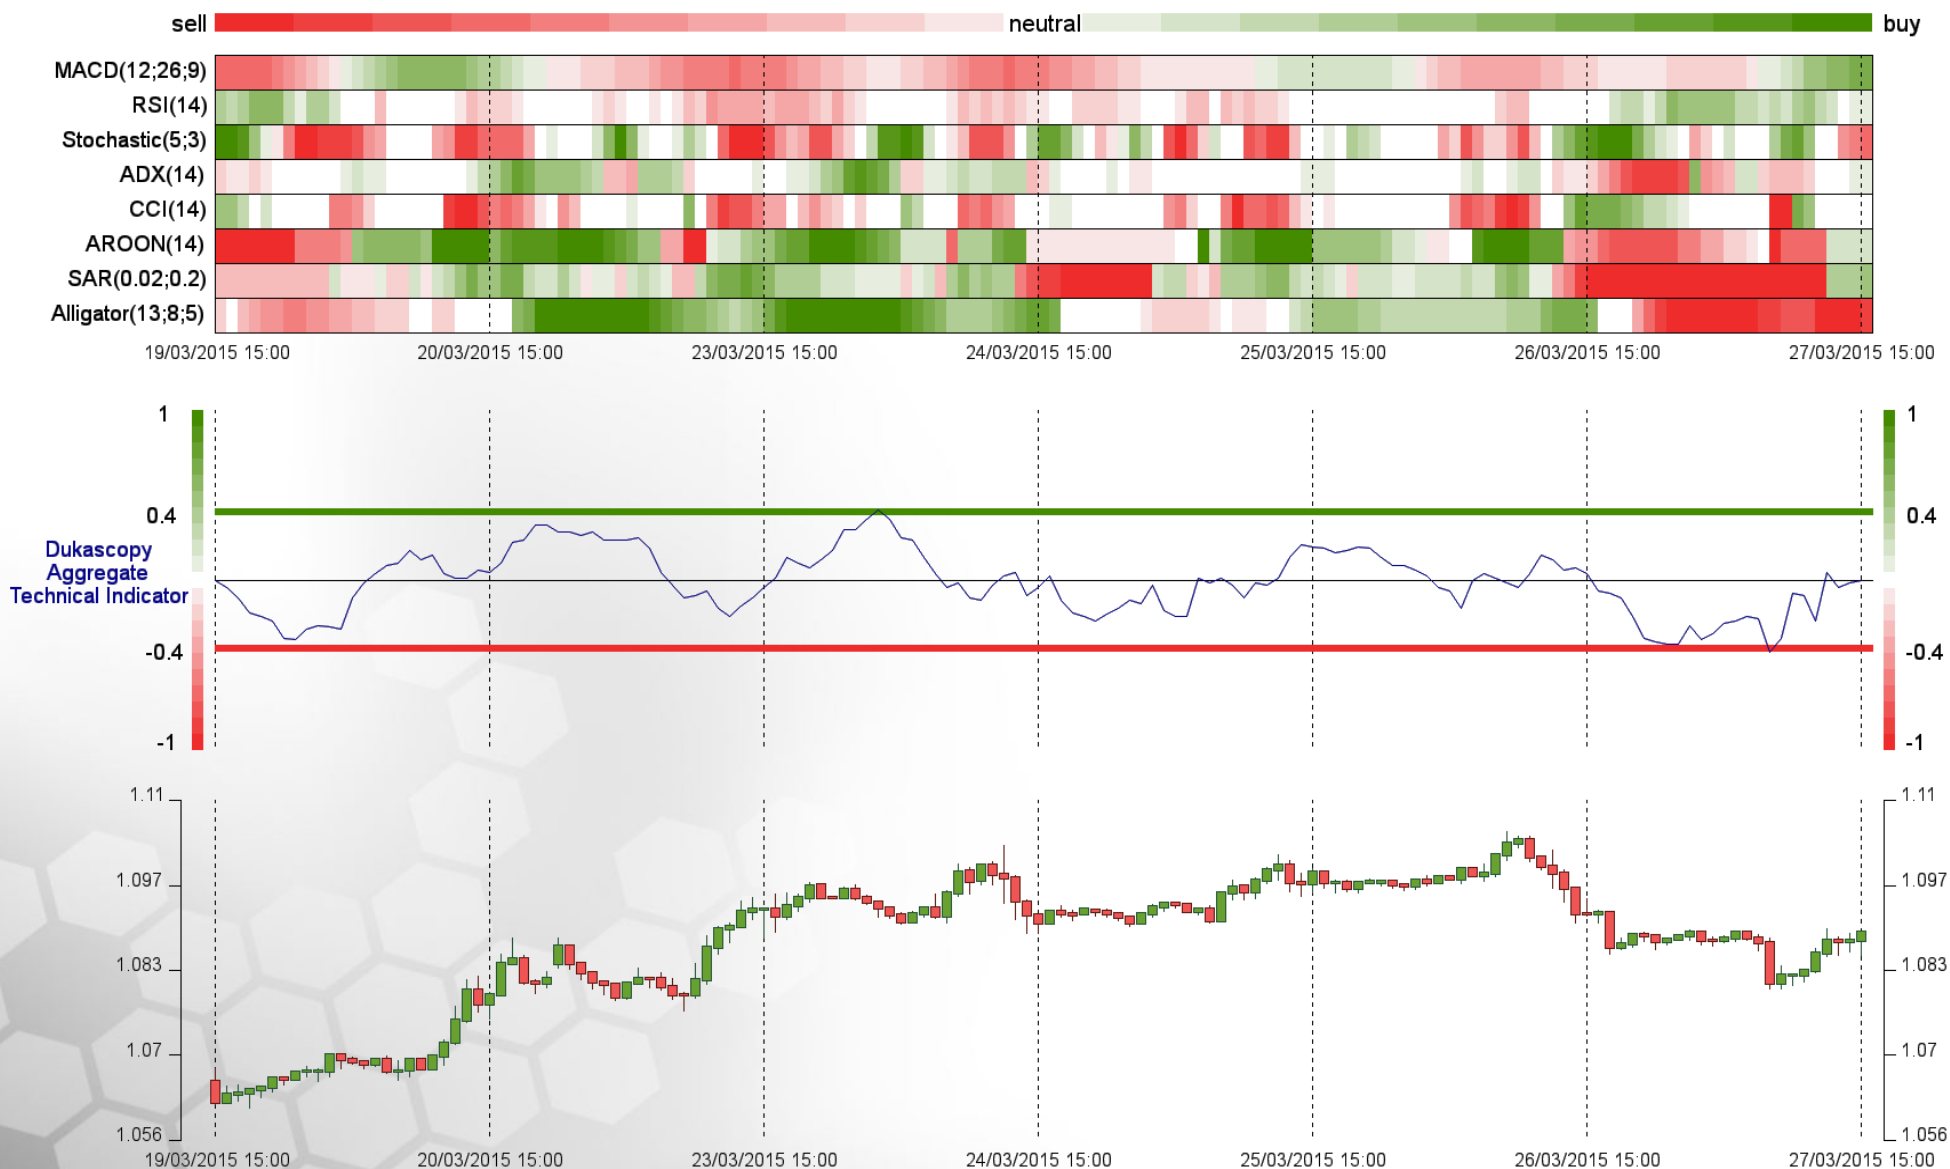 sell neutral buy
MACD(12;26;9)
RSI(14)
Stochastic(5;3)
ADX(14)
CCI(14)
AROON(14)
SAR(0.02;0.2)
Alligator(13;8;5)
19/03/2015 15:00 20/03/2015 15:00 23/03/2015 15:00 24/03/2015 15:00 25/03/2015 15:00 26/03/2015 15:00 27/03/2015 15:00
1 1
0.4 0.4
Dukascopy
Aggregate
Technical Indicator
-0.4 -0.4
-1 -1
1.11 1.11
1.097 1.097
1.083 1.083
1.07 1.07
1.056 1.056
19/03/2015 15:00 20/03/2015 15:00 23/03/2015 15:00 24/03/2015 15:00 25/03/2015 15:00 26/03/2015 15:00 27/03/2015 15:00